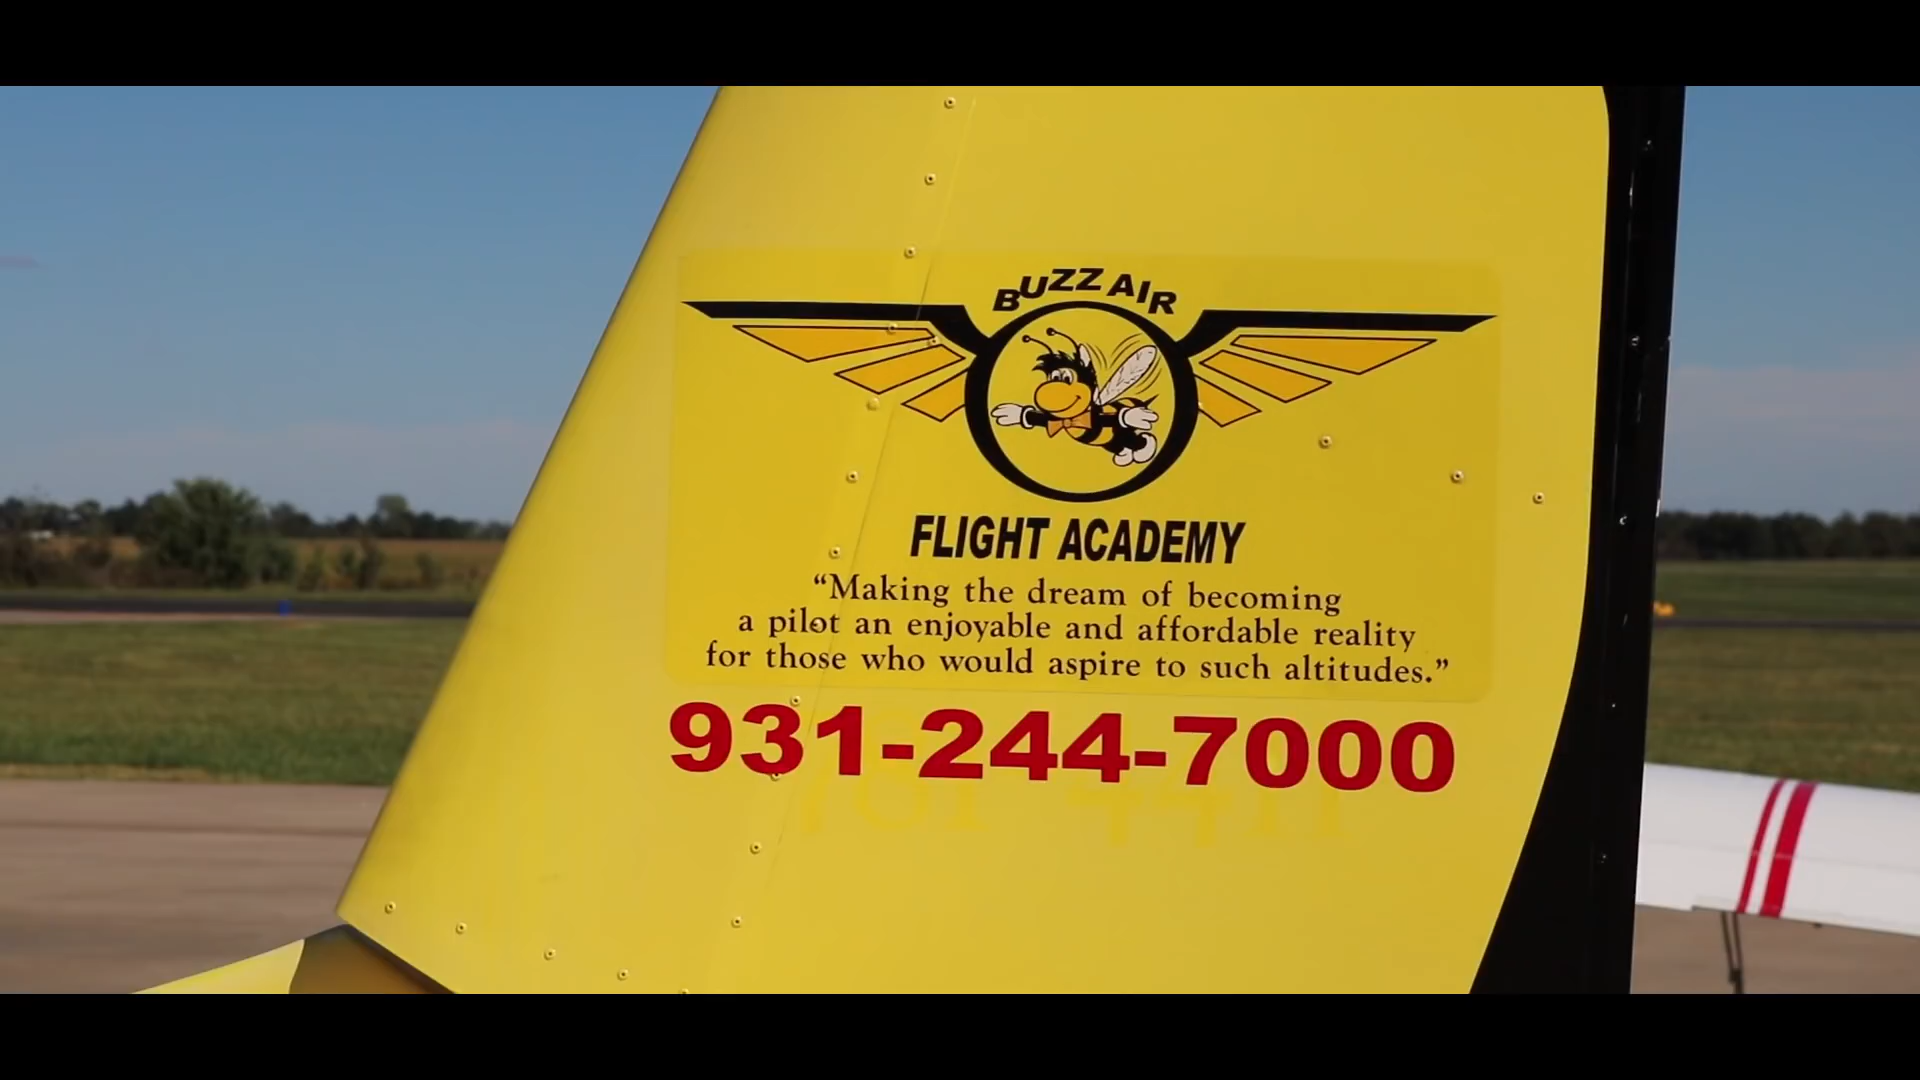 BUZZ AIR
FLIGHT ACADEMY
“Making the dream of becoming
a pilot an enjoyable and affordable reality
for those who would aspire to such altitudes.”
931-244-7000